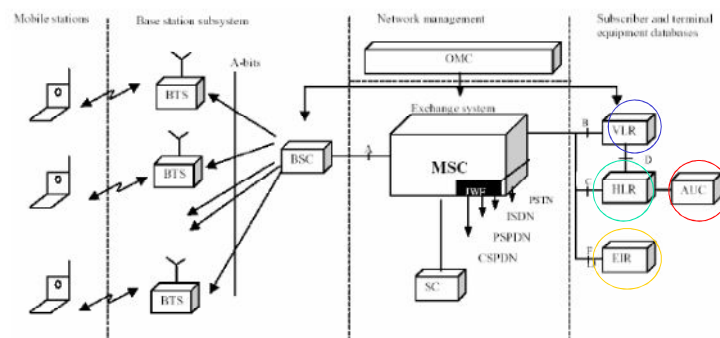 Mobile stations
Base station subsystem
Network management
Subscriber and terminal
equipment databases
OMC
A-bits
BTS
Exchange system
B
VLR
BTS
BSC
A
MSC
D
C
HLR
AUC
IWF
PSTN
ISDN
PSPDN
CSPDN
F
EIR
SC
BTS